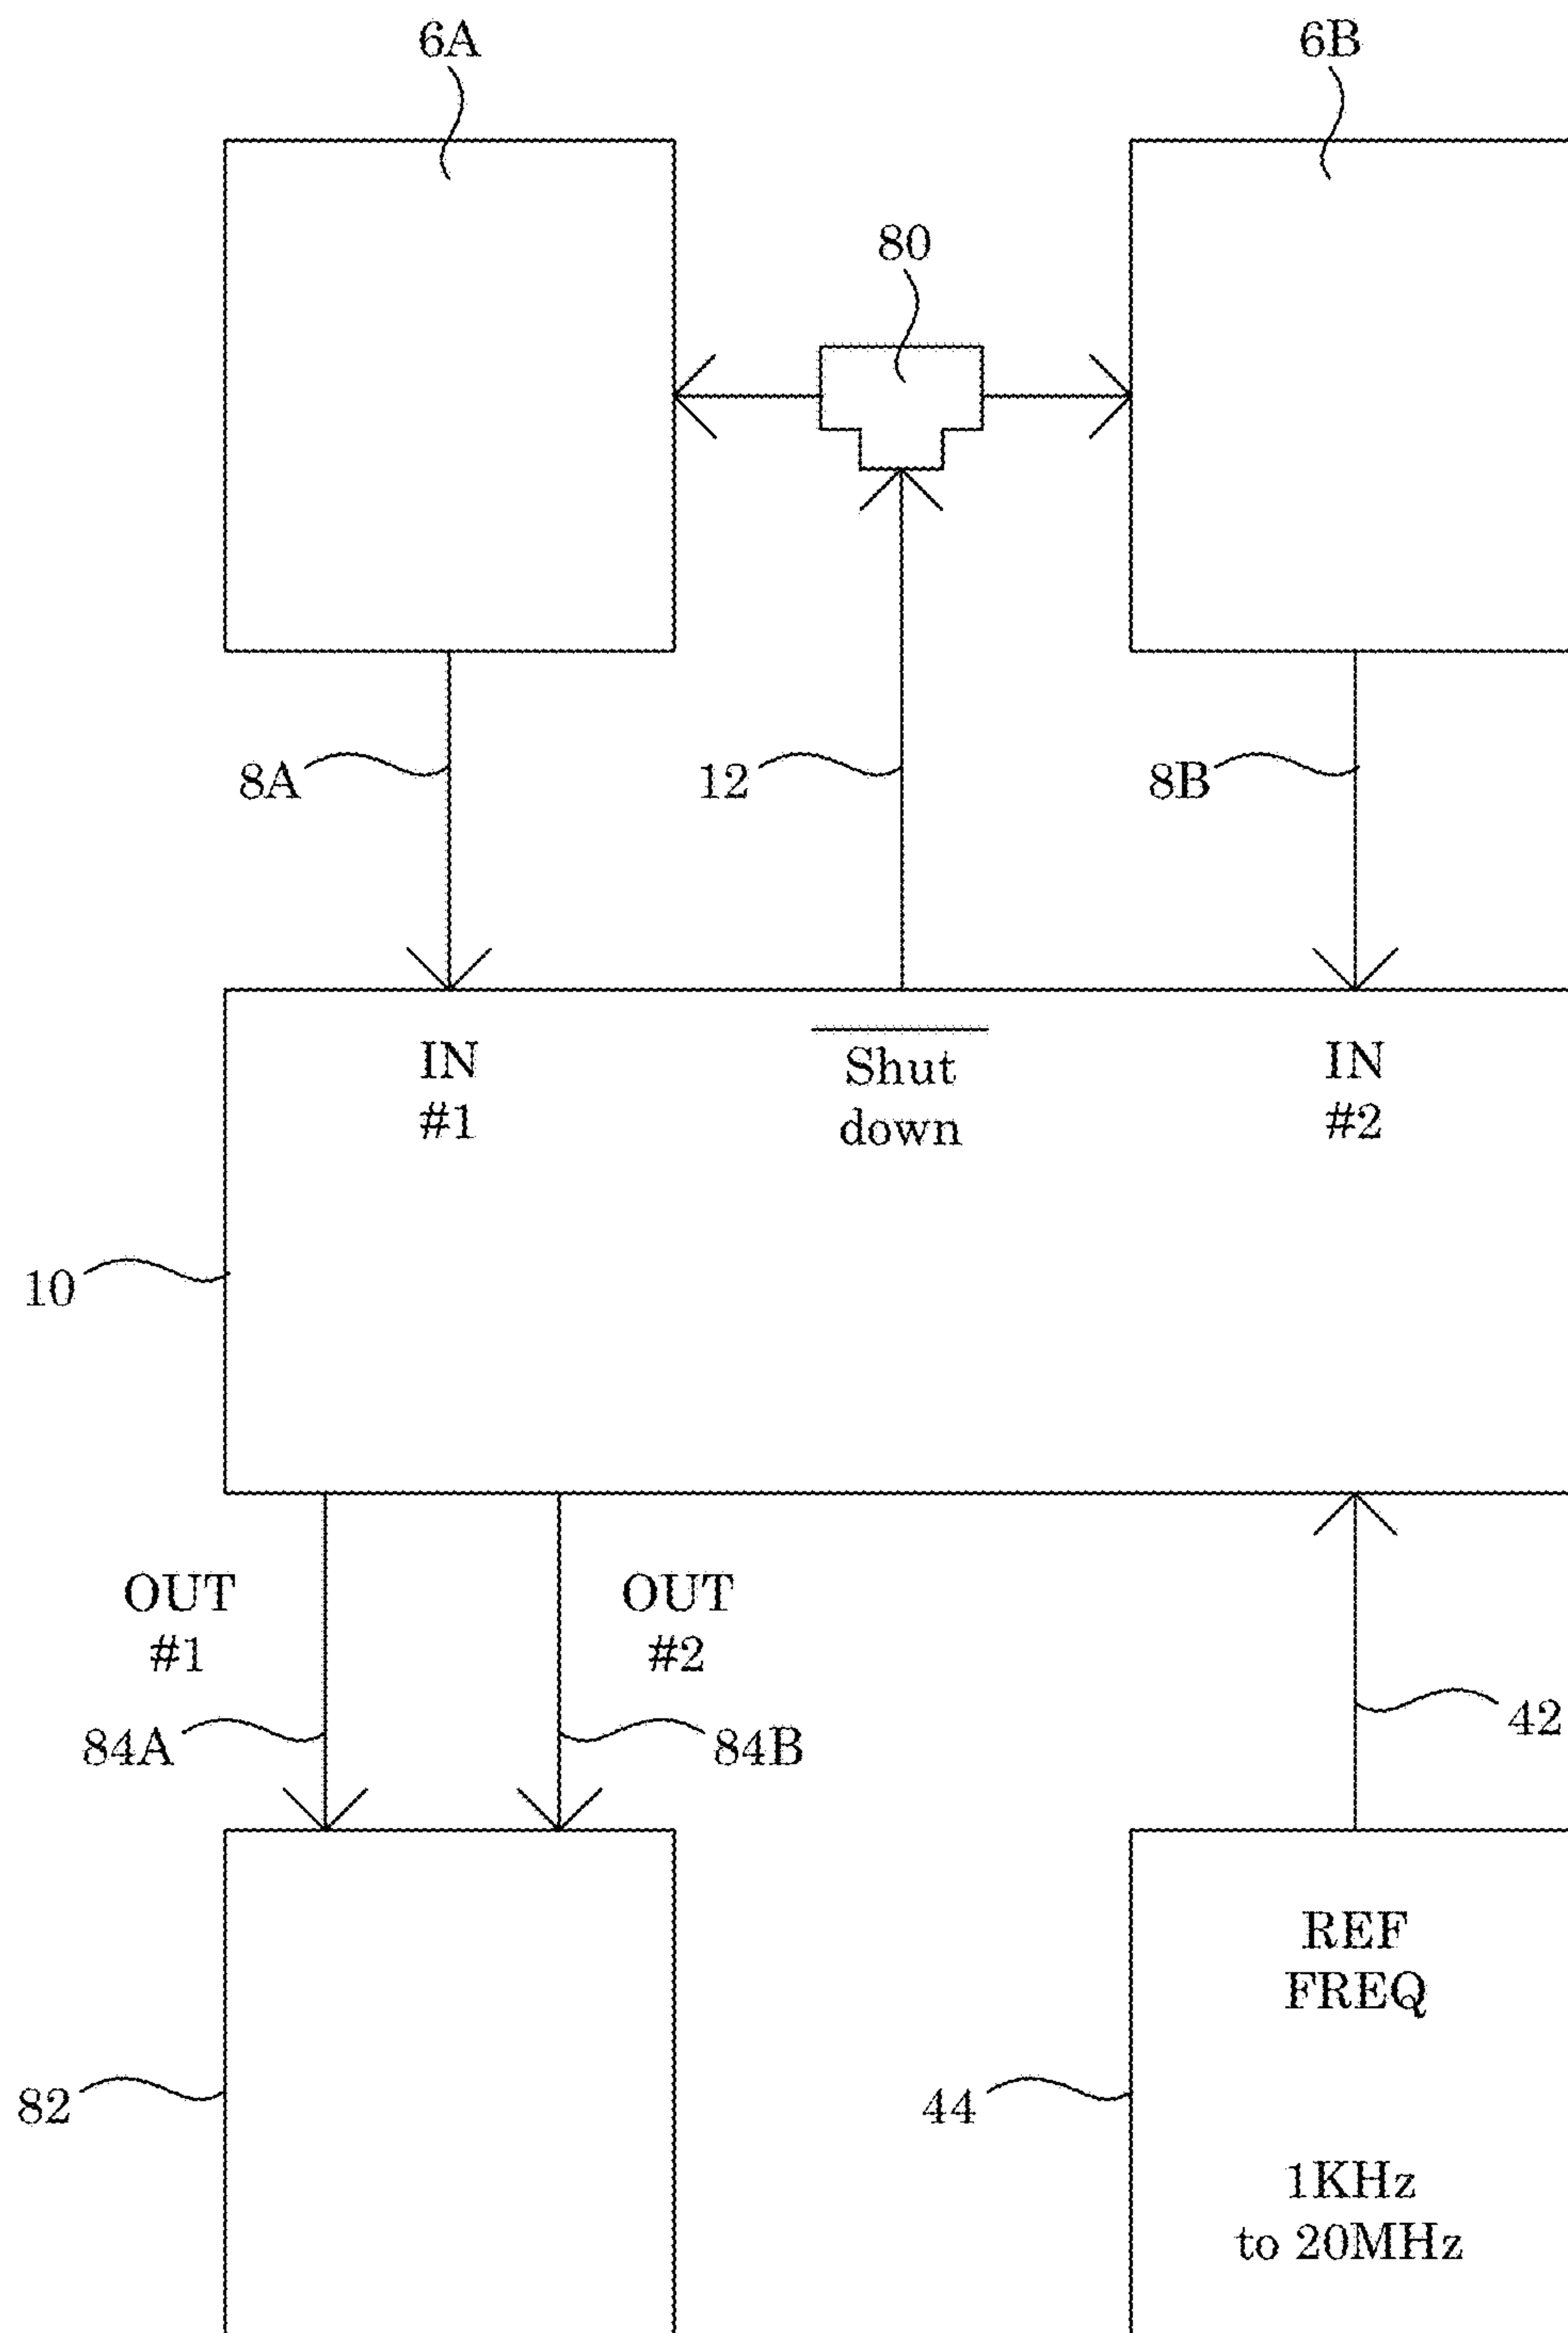 6A
6B
80
8A
12
8B
IN
#1
Shut
down
IN
#2
10
OUT
#1
OUT
#2
84A
84B
42
REF
FREQ
82
44
1KHz
to 20MHz